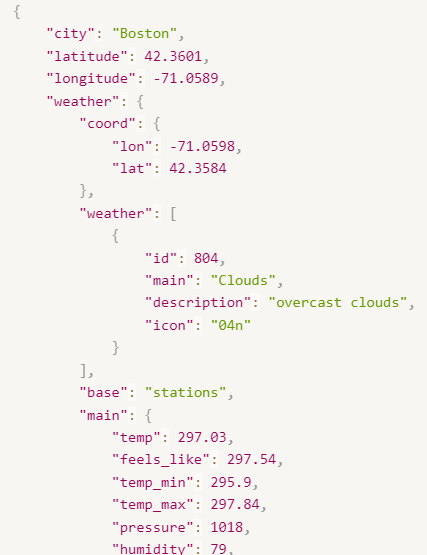 {
    "city": "Boston",
    "latitude": 42.3601,
    "longitude": -71.0589,
    "weather": {
        "coord": {
            "lon": -71.0598,
            "lat": 42.3584
        },
        "weather": [
            {
                "id": 804,
                "main": "Clouds",
                "description": "overcast clouds",
                "icon": "04n"
            }
        ],
        "base": "stations",
        "main": {
            "temp": 297.03,
            "feels_like": 297.54,
            "temp_min": 295.9,
            "temp_max": 297.84,
            "pressure": 1018,
            "humidity": 79,